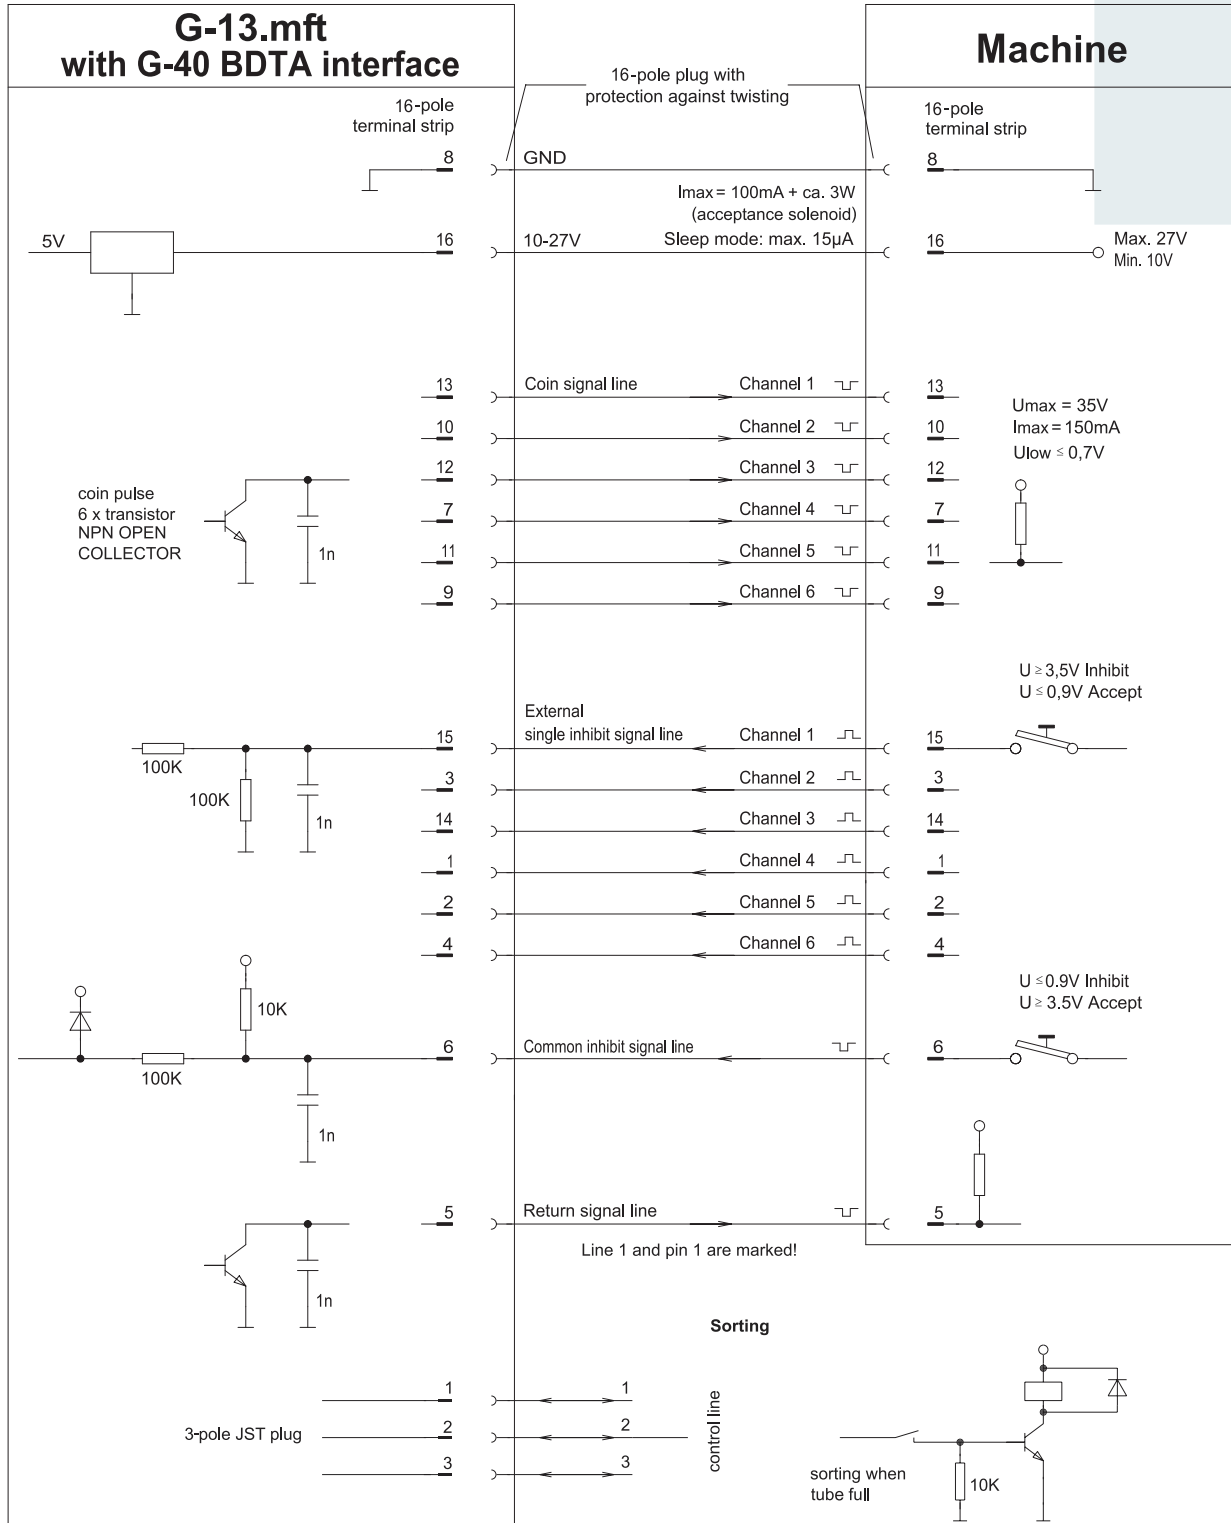 G-13.mft
with G-40 BDTA interface
Machine
16-pole plug with
protection against twisting
16-pole
terminal strip
16-pole
terminal strip
8
GND
8
Imax = 100mA + ca. 3W
(acceptance solenoid)
5V
16
10-27V
Sleep mode: max. 15µA
16
Max. 27V
Min. 10V
13
Coin signal line
Channel 1
13
10
Channel 2
10
12
Channel 3
12
7
Channel 4
7
11
Channel 5
11
9
Channel 6
9
Umax = 35V
Imax = 150mA
Ulow ≤ 0,7V
coin pulse
6 x transistor
NPN OPEN
COLLECTOR
1n
U ≥ 3,5V Inhibit
U ≤ 0,9V Accept
External
15
single inhibit signal line
Channel 1
15
100K
3
Channel 2
3
100K
1n
14
Channel 3
14
1
Channel 4
1
2
Channel 5
2
4
Channel 6
4
U ≤ 0.9V Inhibit
U ≥ 3.5V Accept
10K
6
Common inhibit signal line
6
100K
1n
5
Return signal line
5
Line 1 and pin 1 are marked!
1n
Sorting
1
1
3-pole JST plug
2
2
3
3
control line
sorting when
tube full
10K